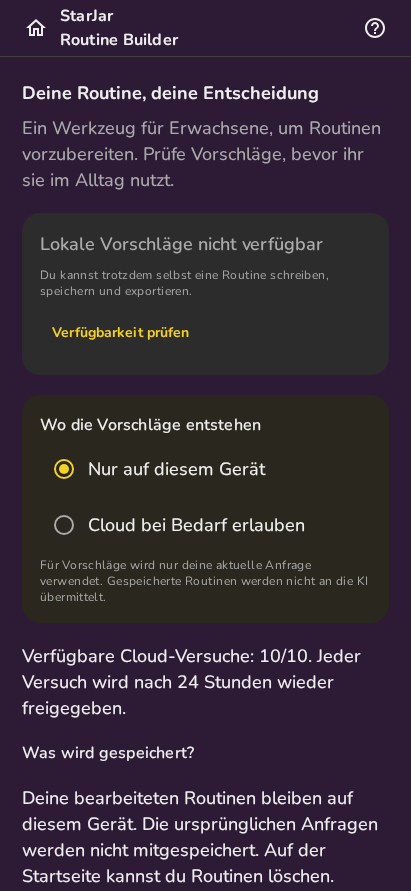 StarJar
Routine Builder
Deine Routine, deine Entscheidung
Ein Werkzeug für Erwachsene, um Routinen
vorzubereiten. Prüfe Vorschläge, bevor ihr
sie im Alltag nutzt.
Lokale Vorschläge nicht verfügbar
Du kannst trotzdem selbst eine Routine schreiben,
speichern und exportieren.
Verfügbarkeit prüfen
Wo die Vorschläge entstehen
Nur auf diesem Gerät
Cloud bei Bedarf erlauben
Für Vorschläge wird nur deine aktuelle Anfrage
verwendet. Gespeicherte Routinen werden nicht an die KI
übermittelt.
Verfügbare Cloud-Versuche: 10/10. Jeder
Versuch wird nach 24 Stunden wieder
freigegeben.
Was wird gespeichert?
Deine bearbeiteten Routinen bleiben auf
diesem Gerät. Die ursprünglichen Anfragen
werden nicht mitgespeichert. Auf der
Startseite kannst du Routinen löschen.